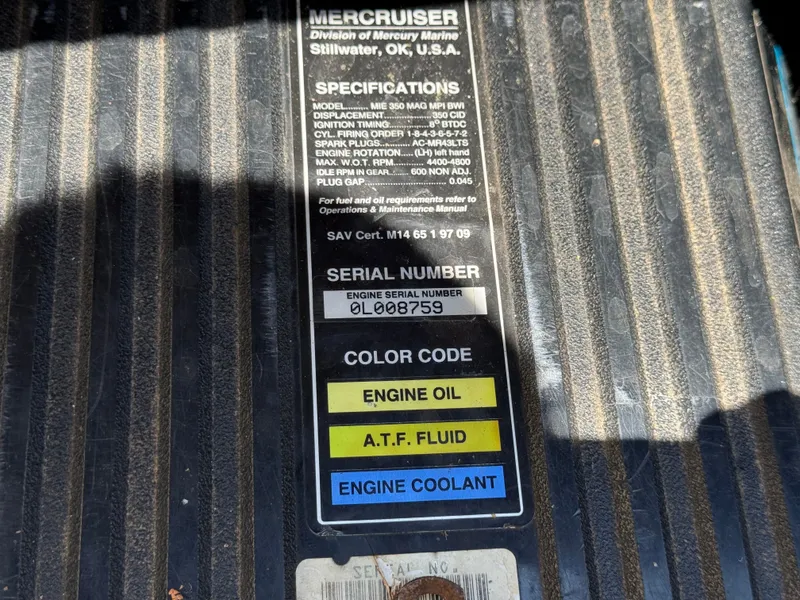 MERCRUISER
Division of Mercury Marine
Stillwater, OK, U.S.A.
SPECIFICATIONS
MODEL........ MIE 350 MAG MPI BWI
DISPLACEMENT.................. 350 CID
IGNITION TIMING................ 8° BTDC
CYL. FIRING ORDER 1-8-4-3-6-5-7-2
SPARK PLUGS........ AC-MR43LTS
ENGINE ROTATION.... (LH) left hand
MAX. W.O.T. RPM............ 4400-4800
IDLE RPM IN GEAR....... 600 NON ADJ.
PLUG GAP............................ 0.045
For fuel and oil requirements refer to
Operations & Maintenance Manual
SAV Cert. M14 65 1 97 09
SERIAL NUMBER
ENGINE SERIAL NUMBER
0L008759
COLOR CODE
ENGINE OIL
A.T.F. FLUID
ENGINE COOLANT
SERIAL NO.